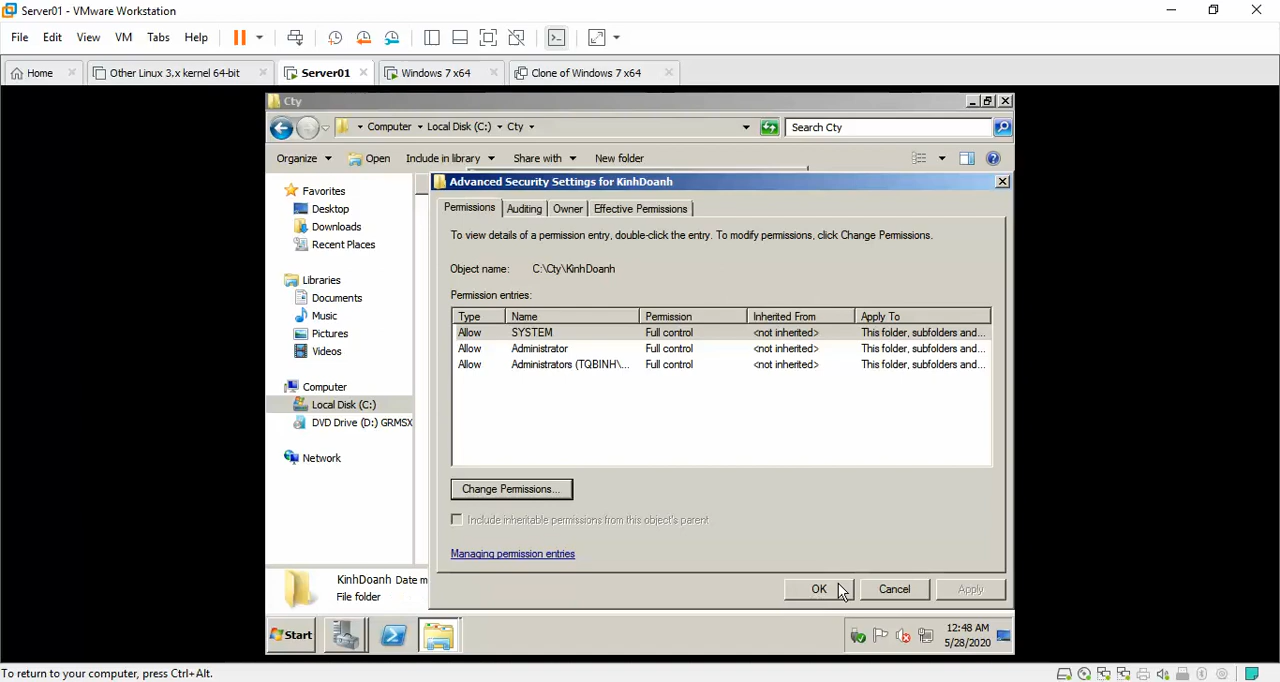 Server01 - VMware Workstation
File Edit View VM Tabs Help
Home Other Linux 3.x kernel 64-bit Server01 Windows 7 x64 Clone of Windows 7 x64
Cty
Computer Local Disk (C:) Cty Search Cty
Organize Open Include in library Share with New folder
Advanced Security Settings for KinhDoanh
Permissions Auditing Owner Effective Permissions
To view details of a permission entry, double-click the entry. To modify permissions, click Change Permissions.
Object name: C:\Cty\KinhDoanh
Permission entries:
Type Name Permission Inherited From Apply To
Allow SYSTEM Full control <not inherited> This folder, subfolders and...
Allow Administrator Full control <not inherited> This folder, subfolders and...
Allow Administrators (TQBINH\... Full control <not inherited> This folder, subfolders and...
Change Permissions...
Include inheritable permissions from this object's parent
Managing permission entries
OK Cancel Apply
Favorites
Desktop
Downloads
Recent Places
Libraries
Documents
Music
Pictures
Videos
Computer
Local Disk (C:)
DVD Drive (D:) GRMSX
Network
KinhDoanh Date m
File folder
Start
12:48 AM
5/28/2020
To return to your computer, press Ctrl+Alt.